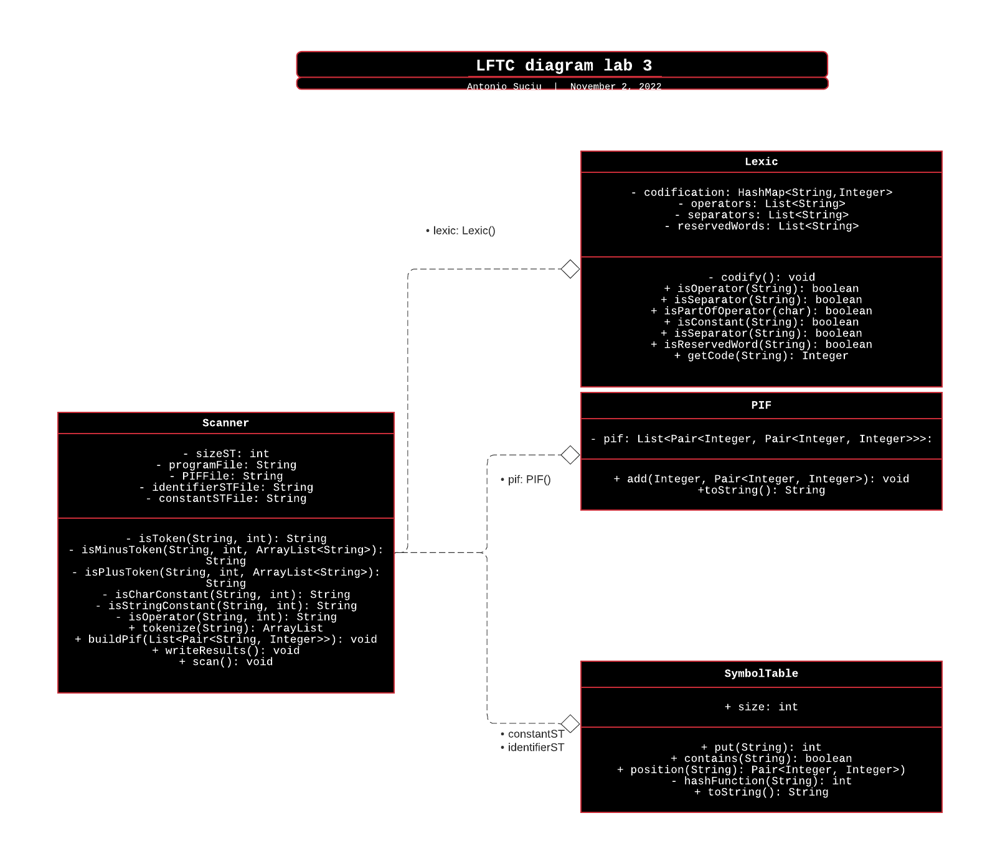 LFTC diagram lab 3
Antonio Suciu | November 2, 2022
Lexic
- codification: HashMap<String,Integer>
- operators: List<String>
- separators: List<String>
- reservedWords: List<String>
- codify(): void
+ isOperator(String): boolean
+ isSeparator(String): boolean
+ isPartOfOperator(char): boolean
+ isConstant(String): boolean
+ isSeparator(String): boolean
+ isReservedWord(String): boolean
+ getCode(String): Integer
• lexic: Lexic()
PIF
- pif: List<Pair<Integer, Pair<Integer, Integer>>>:
+ add(Integer, Pair<Integer, Integer>): void
+toString(): String
• pif: PIF()
Scanner
- sizeST: int
- programFile: String
- PIFFile: String
- identifierSTFile: String
- constantSTFile: String
- isToken(String, int): String
- isMinusToken(String, int, ArrayList<String>):
String
- isPlusToken(String, int, ArrayList<String>):
String
- isCharConstant(String, int): String
- isStringConstant(String, int): String
- isOperator(String, int): String
+ tokenize(String): ArrayList
+ buildPif(List<Pair<String, Integer>>): void
+ writeResults(): void
+ scan(): void
SymbolTable
+ size: int
+ put(String): int
+ contains(String): boolean
+ position(String): Pair<Integer, Integer>)
- hashFunction(String): int
+ toString(): String
• constantST
• identifierST